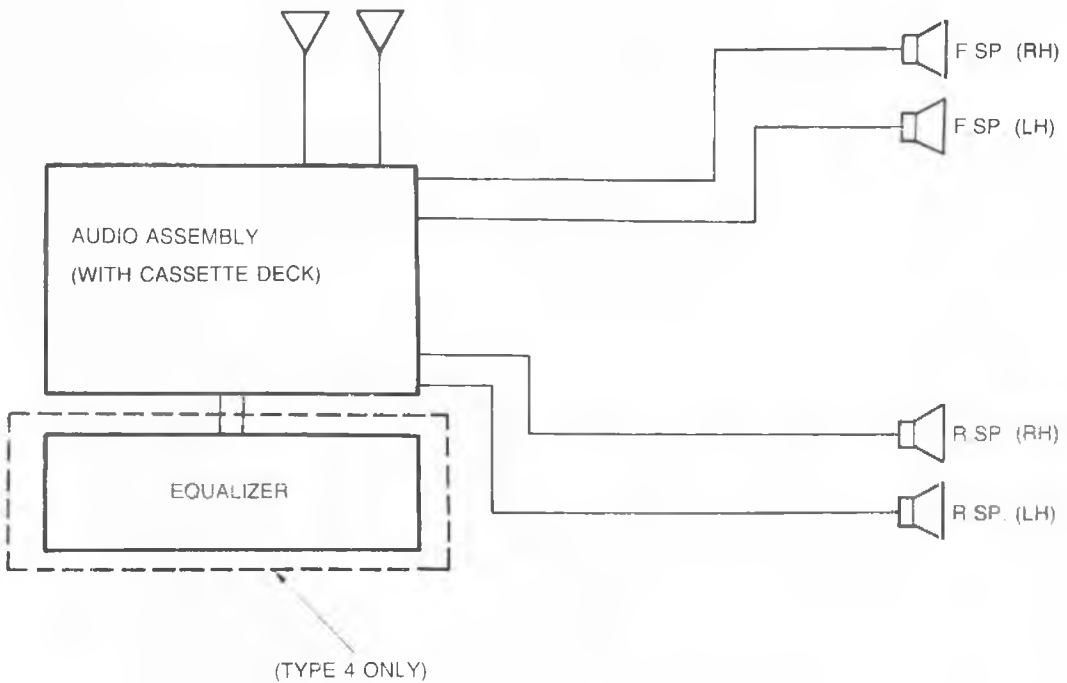 F SP (RH)
F SP. (LH)
AUDIO ASSEMBLY
(WITH CASSETTE DECK)
R SP (RH)
EQUALIZER
R SP. (LH)
(TYPE 4 ONLY)